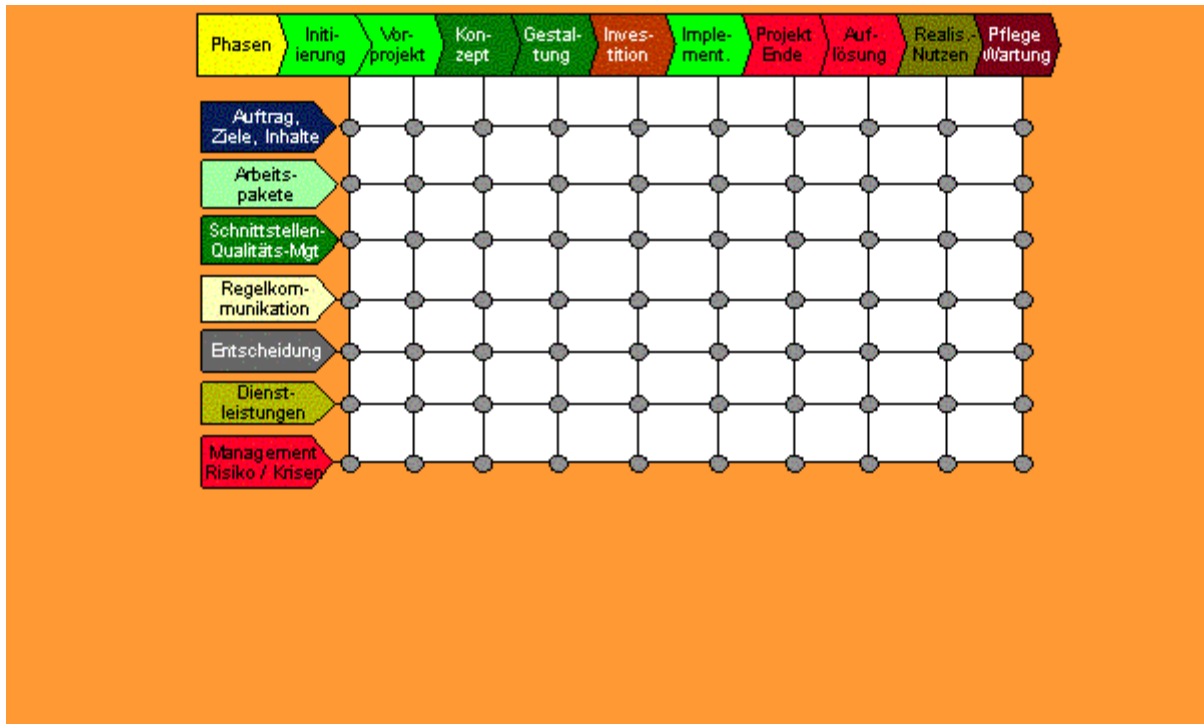 Phasen
Initi-
ierung
Vor-
projekt
Kon-
zept
Gestal-
tung
Inves-
tition
Imple-
ment.
Projekt
Ende
Auf-
lösung
Realis.-
Nutzen
Pflege
Wartung
Auftrag,
Ziele, Inhalte
Arbeits-
pakete
Schnittstellen-
Qualitäts-Mgt
Regelkom-
munikation
Entscheidung
Dienst-
leistungen
Management
Risiko / Krisen